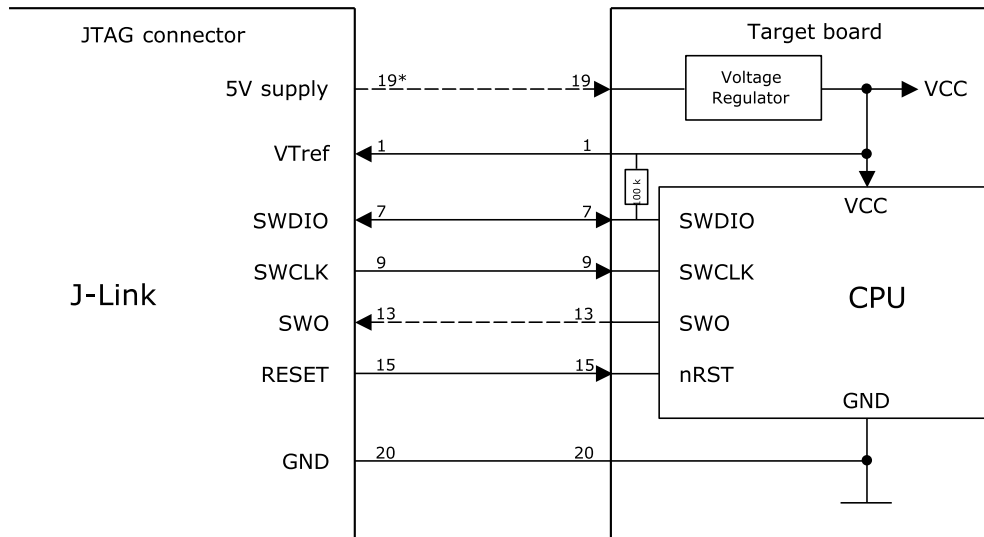 JTAG connector
Target board
5V supply 19* 19 Voltage Regulator VCC
VTref 1 1
100 k
VCC
SWDIO 7 7 SWDIO
SWCLK 9 9 SWCLK
J-Link
CPU
SWO 13 13 SWO
RESET 15 15 nRST
GND
GND 20 20